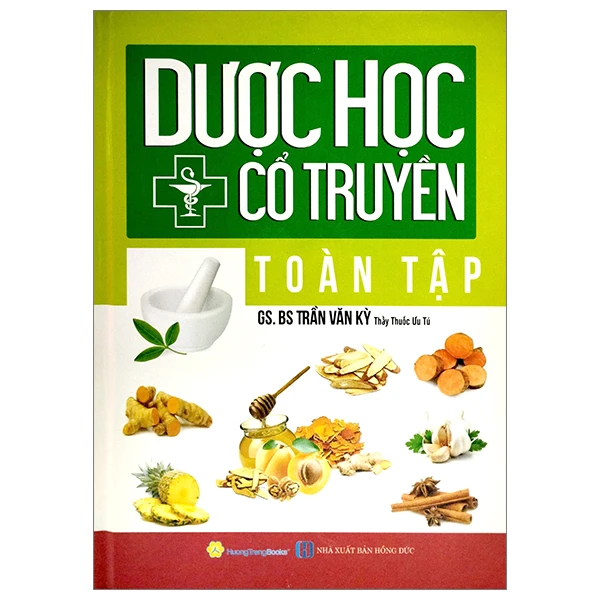 DƯỢC HỌC
CỔ TRUYỀN
TOÀN TẬP
GS. BS TRẦN VĂN KỲ Thầy Thuốc Ưu Tú
HuongTrangBooks®
NHÀ XUẤT BẢN HỒNG ĐỨC